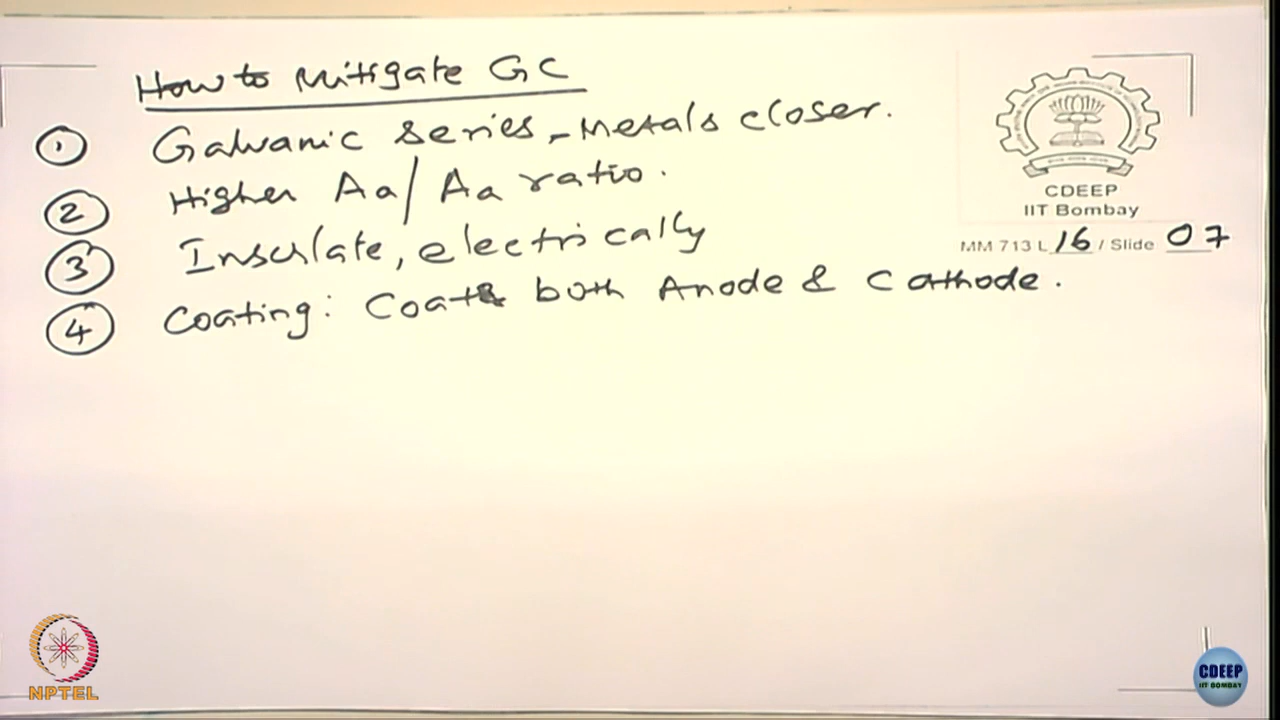 How to Mitigate GC
① Galvanic series, - Metals closer.
② Higher Aa/Aa ratio.
③ Insulate, electrically
④ Coating: Coat both Anode & Cathode.
CDEEP
IIT Bombay
MM 713 L 16 / Slide 07
NPTEL
CDEEP
IIT BOMBAY